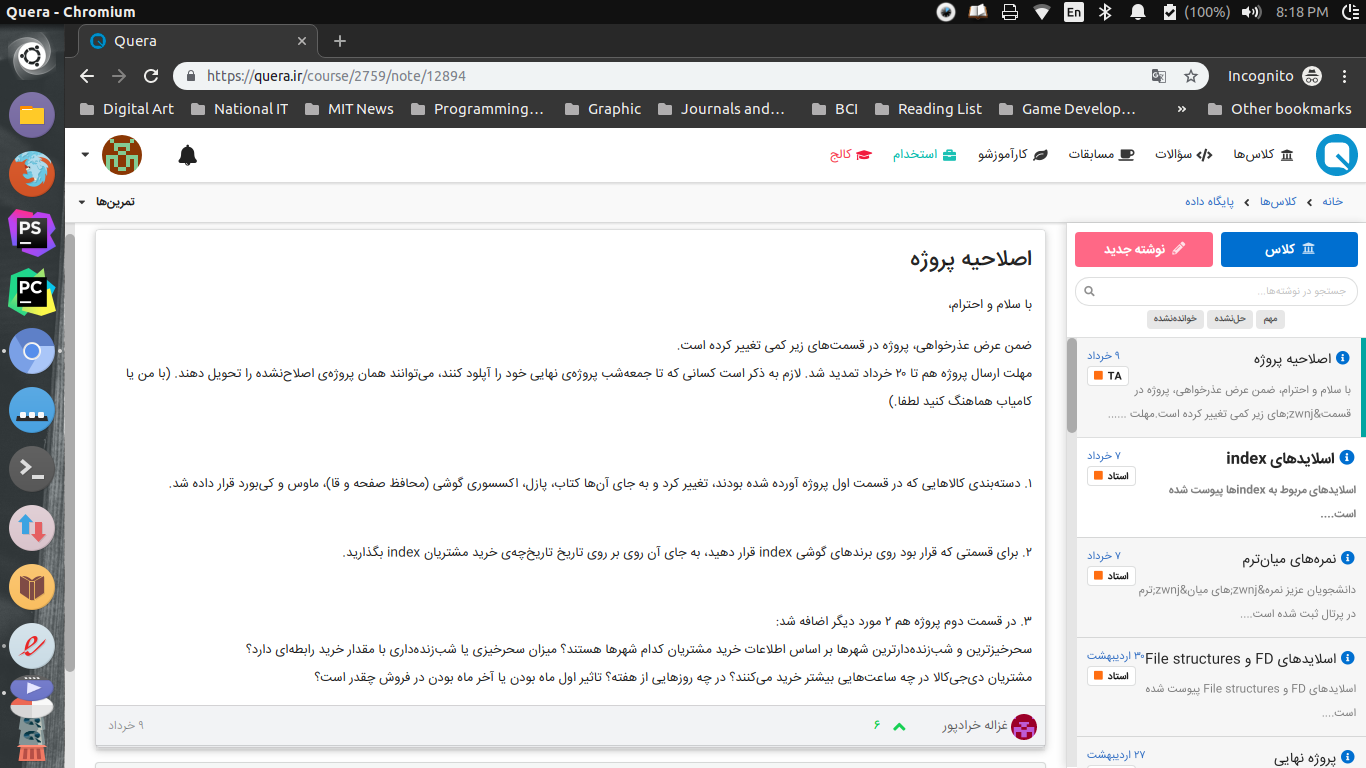 Quera - Chromium
En
(100%)
8:18 PM
Quera
https://quera.ir/course/2759/note/12894
Incognito
Digital Art
National IT
MIT News
Programming…
Graphic
Journals and…
BCI
Reading List
Game Develop…
»
Other bookmarks
کلاس‌ها
سؤالات
مسابقات
کارآموزشو
استخدام
کالج
خانه
کلاس‌ها
پایگاه داده
تمرین‌ها
کلاس
نوشته جدید
جستجو در نوشته‌ها...
مهم
حل‌نشده
خوانده‌نشده
اصلاحیه پروژه
۹ خرداد
TA
با سلام و احترام، ضمن عرض عذرخواهی، پروژه در
قسمت&zwnj;های زیر کمی تغییر کرده است.مهلت ......
اسلایدهای index
۷ خرداد
استاد
اسلایدهای مربوط به indexها پیوست شده
است....
نمره‌های میان‌ترم
۷ خرداد
استاد
دانشجویان عزیز نمره&zwnj;های میان&zwnj;ترم
در پرتال ثبت شده است....
اسلایدهای FD و File structures
۳۰ اردیبهشت
استاد
اسلایدهای FD و File structures پیوست شده
است....
پروژه نهایی
۲۷ اردیبهشت
اصلاحیه پروژه
با سلام و احترام،
ضمن عرض عذرخواهی، پروژه در قسمت‌های زیر کمی تغییر کرده است.
مهلت ارسال پروژه هم تا ۲۰ خرداد تمدید شد. لازم به ذکر است کسانی که تا جمعه‌شب پروژه‌ی نهایی خود را آپلود کنند، می‌توانند همان پروژه‌ی اصلاح‌نشده را تحویل دهند. (با من یا
کامیاب هماهنگ کنید لطفا.)
۱. دسته‌بندی کالاهایی که در قسمت اول پروژه آورده شده بودند، تغییر کرد و به جای آن‌ها کتاب، پازل، اکسسوری گوشی (محافظ صفحه و قا)، ماوس و کی‌بورد قرار داده شد.
۲. برای قسمتی که قرار بود روی برندهای گوشی index قرار دهید، به جای آن روی بر روی تاریخ تاریخچه‌ی خرید مشتریان index بگذارید.
۳. در قسمت دوم پروژه هم ۲ مورد دیگر اضافه شد:
سحرخیزترین و شب‌زنده‌دارترین شهرها بر اساس اطلاعات خرید مشتریان کدام شهرها هستند؟ میزان سحرخیزی یا شب‌زنده‌داری با مقدار خرید رابطه‌ای دارد؟
مشتریان دی‌جی‌کالا در چه ساعت‌هایی بیشتر خرید می‌کنند؟ در چه روزهایی از هفته؟ تاثیر اول ماه بودن یا آخر ماه بودن در فروش چقدر است؟
غزاله خرادپور
۶
۹ خرداد